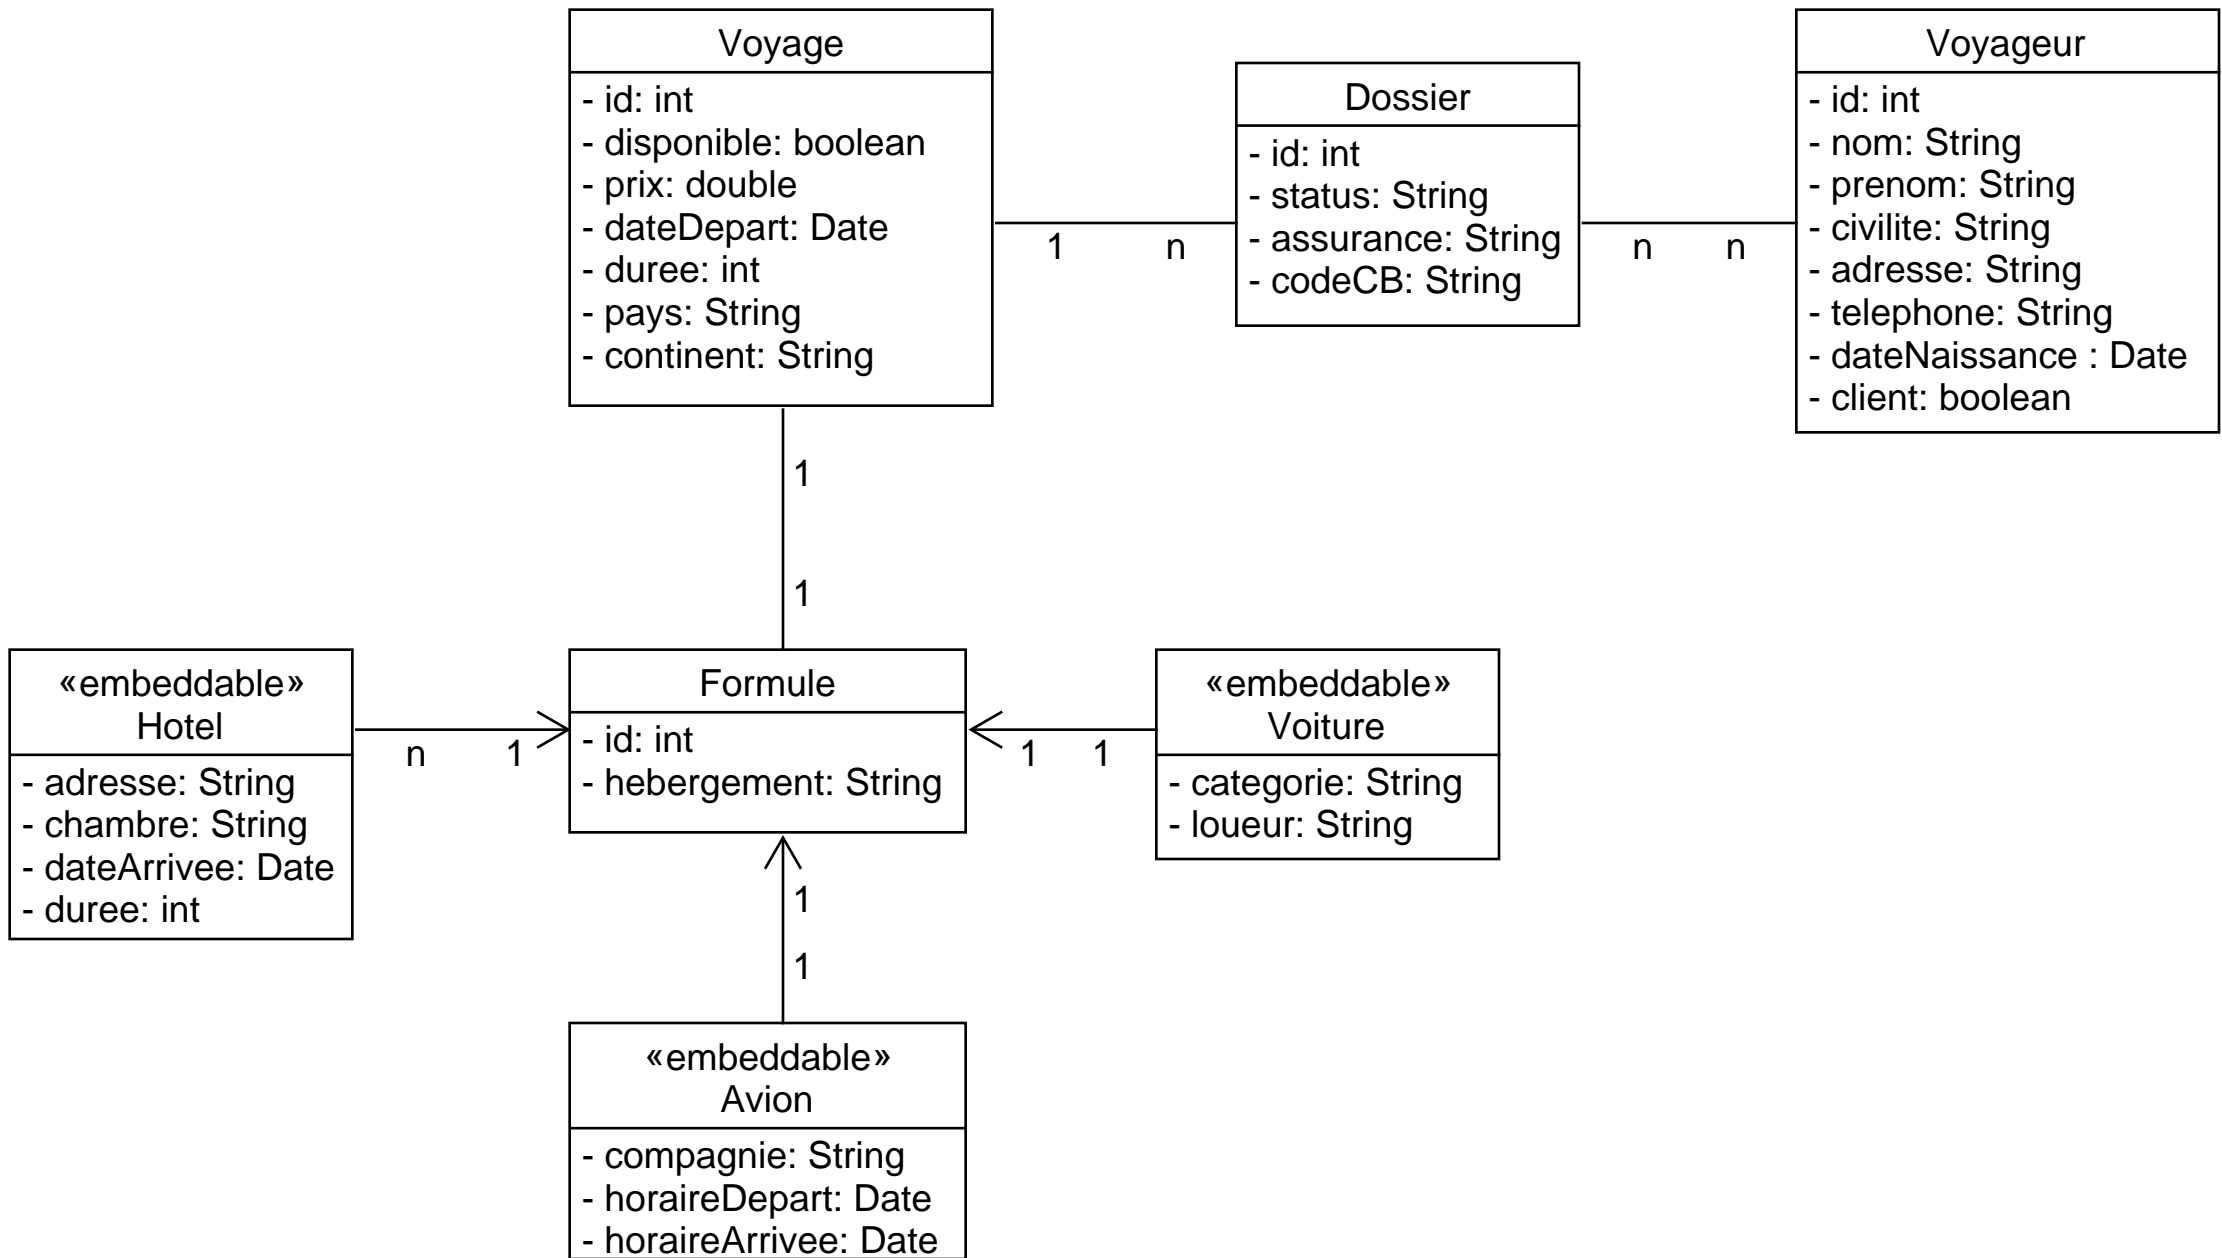 Voyage
- id: int
- disponible: boolean
- prix: double
- dateDepart: Date
- duree: int
- pays: String
- continent: String
1
n
Dossier
- id: int
- status: String
- assurance: String
- codeCB: String
n
n
Voyageur
- id: int
- nom: String
- prenom: String
- civilite: String
- adresse: String
- telephone: String
- dateNaissance : Date
- client: boolean
1
1
«embeddable»
Hotel
- adresse: String
- chambre: String
- dateArrivee: Date
- duree: int
n
1
Formule
- id: int
- hebergement: String
1
1
«embeddable»
Voiture
- categorie: String
- loueur: String
1
1
«embeddable»
Avion
- compagnie: String
- horaireDepart: Date
- horaireArrivee: Date